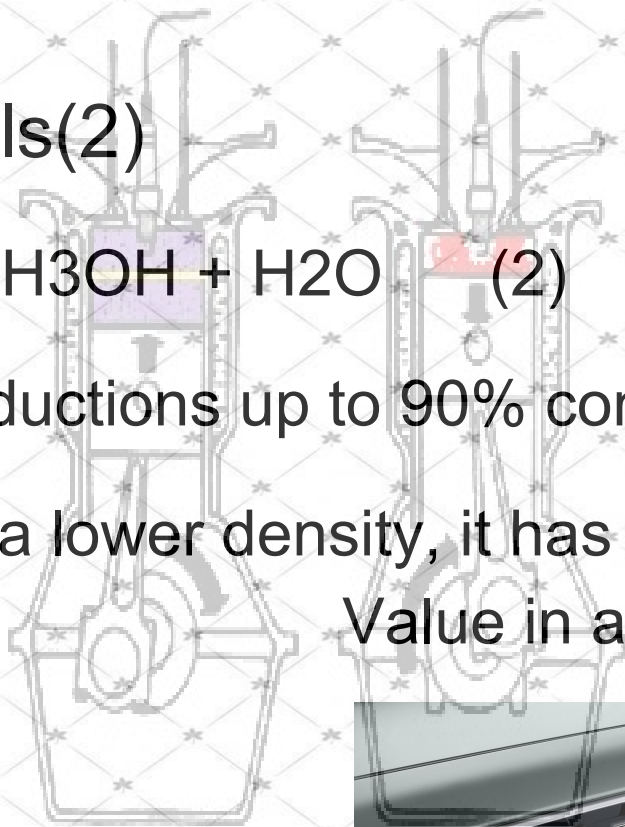 ls(2)
H3OH + H2O (2)
ductions up to 90% cor
a lower density, it has
Value in a